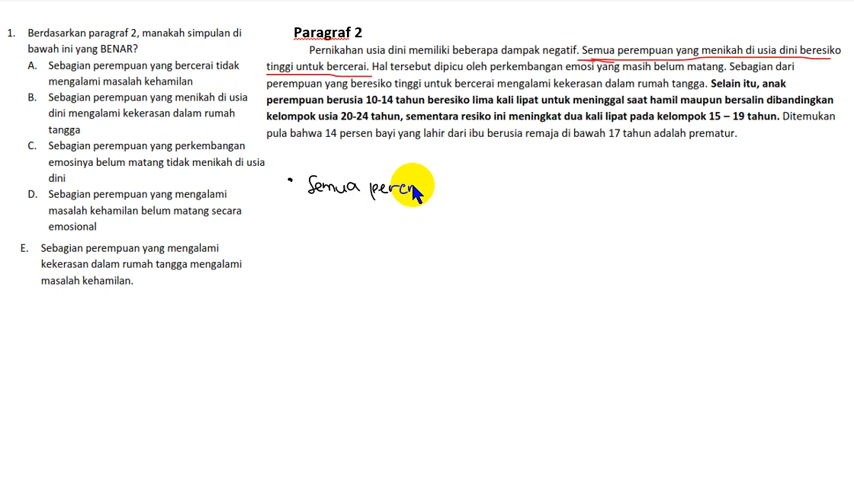 1. Berdasarkan paragraf 2, manakah simpulan di
bawah ini yang BENAR?
A. Sebagian perempuan yang bercerai tidak
mengalami masalah kehamilan
B. Sebagian perempuan yang menikah di usia
dini mengalami kekerasan dalam rumah
tangga
C. Sebagian perempuan yang perkembangan
emosinya belum matang tidak menikah di usia
dini
D. Sebagian perempuan yang mengalami
masalah kehamilan belum matang secara
emosional
E. Sebagian perempuan yang mengalami
kekerasan dalam rumah tangga mengalami
masalah kehamilan.
Paragraf 2
Pernikahan usia dini memiliki beberapa dampak negatif. Semua perempuan yang menikah di usia dini beresiko
tinggi untuk bercerai. Hal tersebut dipicu oleh perkembangan emosi yang masih belum matang. Sebagian dari
perempuan yang beresiko tinggi untuk bercerai mengalami kekerasan dalam rumah tangga. Selain itu, anak
perempuan berusia 10-14 tahun beresiko lima kali lipat untuk meninggal saat hamil maupun bersalin dibandingkan
kelompok usia 20-24 tahun, sementara resiko ini meningkat dua kali lipat pada kelompok 15 – 19 tahun. Ditemukan
pula bahwa 14 persen bayi yang lahir dari ibu berusia remaja di bawah 17 tahun adalah prematur.
• Semua perem